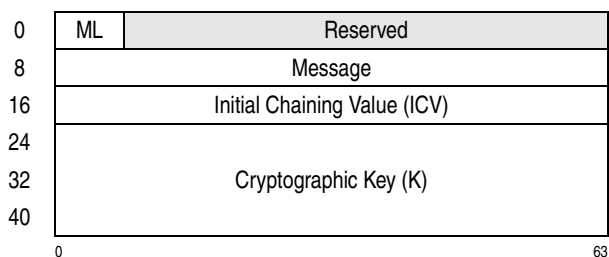 0 ML Reserved
8 Message
16 Initial Chaining Value (ICV)
24
32 Cryptographic Key (K)
40
0 63